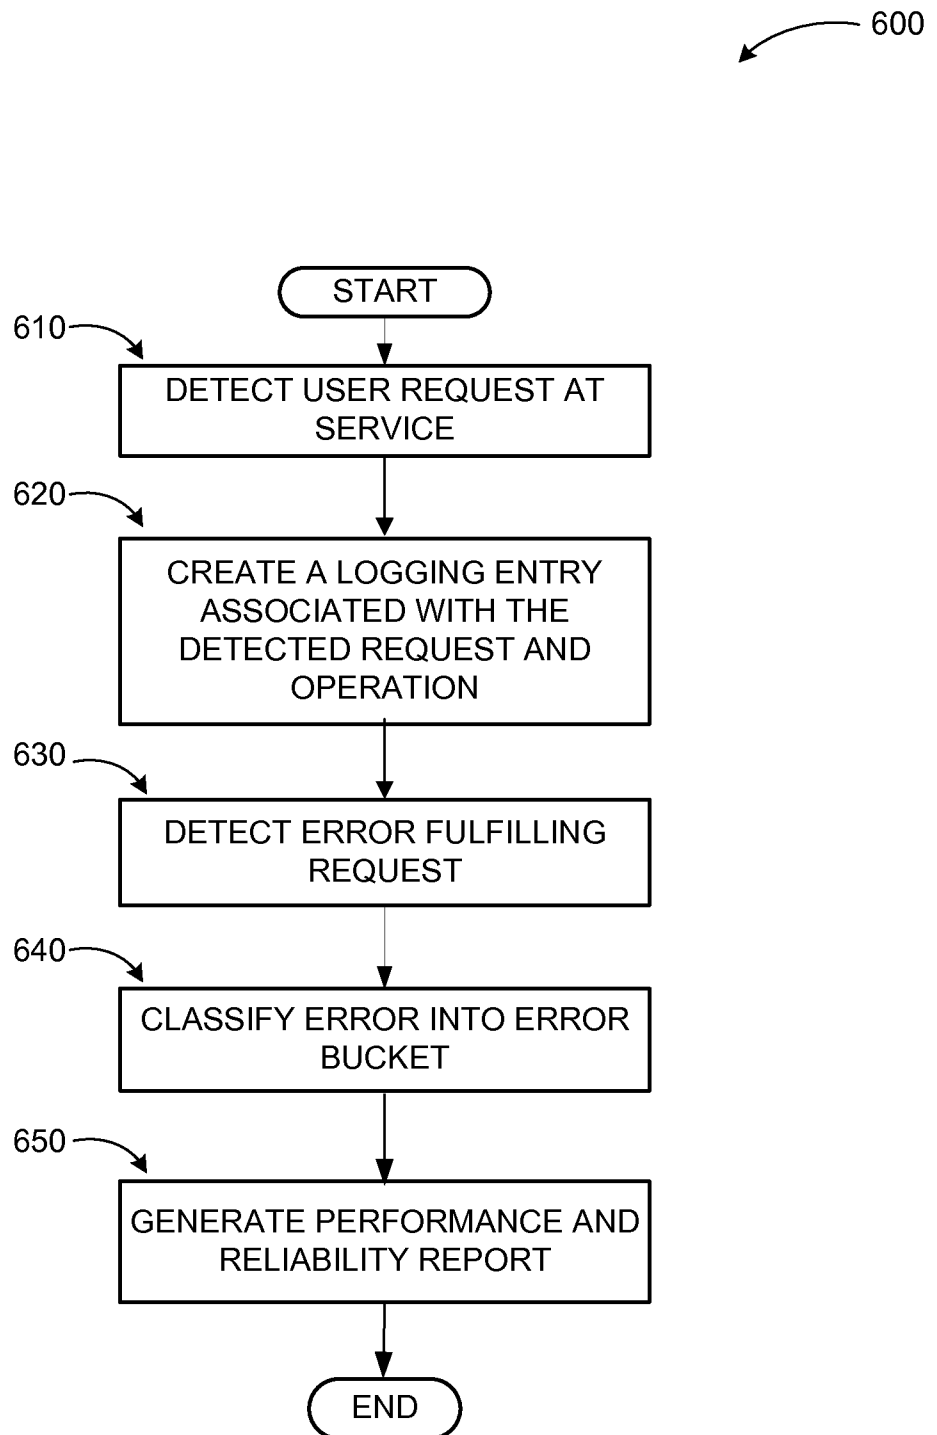 600
START
610
DETECT USER REQUEST AT
SERVICE
620
CREATE A LOGGING ENTRY
ASSOCIATED WITH THE
DETECTED REQUEST AND
OPERATION
630
DETECT ERROR FULFILLING
REQUEST
640
CLASSIFY ERROR INTO ERROR
BUCKET
650
GENERATE PERFORMANCE AND
RELIABILITY REPORT
END